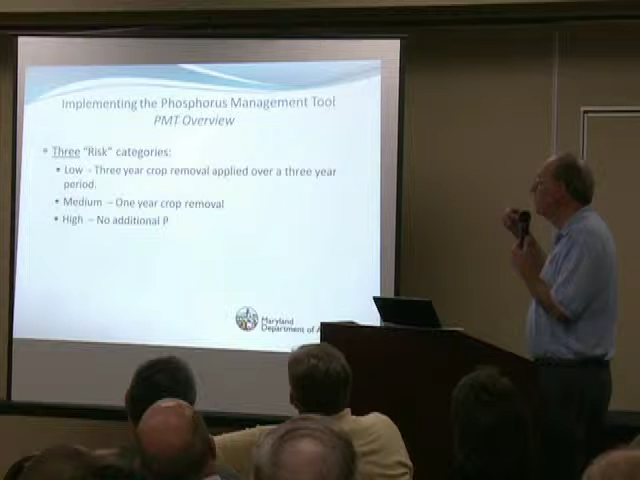 Implementing the Phosphorus Management Tool
PMT Overview
• Three "Risk" categories:
• Low - Three year crop removal applied over a three year
period.
• Medium – One year crop removal
• High – No additional P
Maryland
Department of A